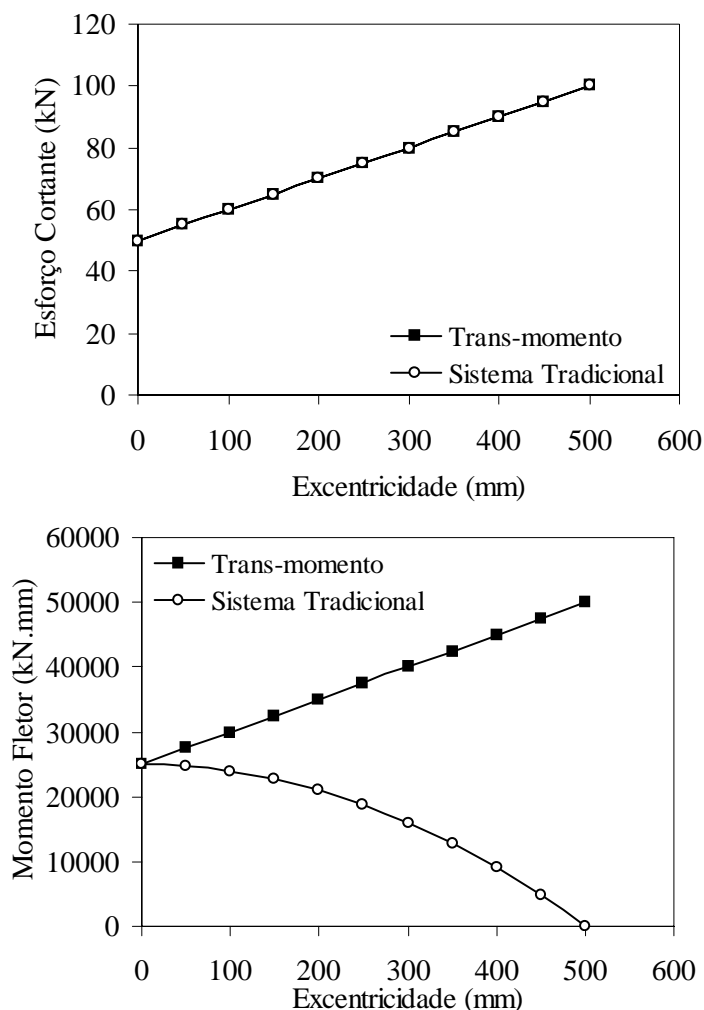 120
100
80
60
40
20
0
Esforço Cortante (kN)
Trans-momento
Sistema Tradicional
0 100 200 300 400 500 600
Excentricidade (mm)
60000
50000
40000
30000
20000
10000
0
Momento Fletor (kN.mm)
Trans-momento
Sistema Tradicional
0 100 200 300 400 500 600
Excentricidade (mm)